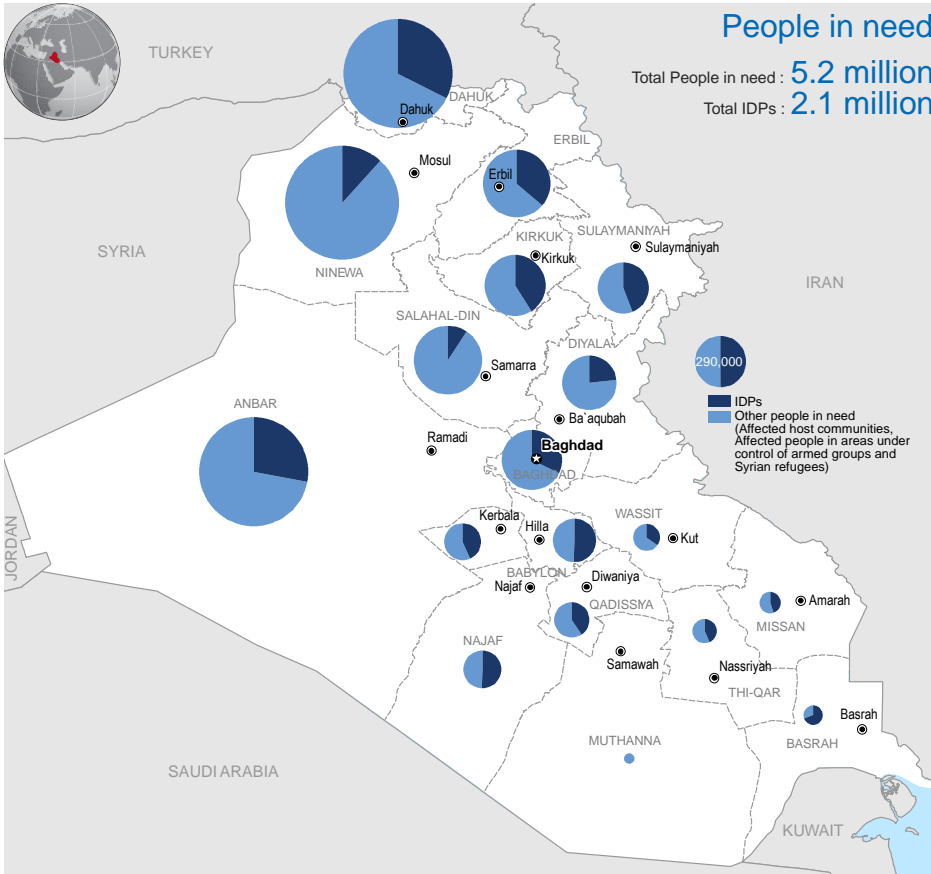 People in need
Total People in need : 5.2 million
Total IDPs : 2.1 million
TURKEY
DAHUK
Dahuk
ERBIL
Mosul
Erbil
SYRIA
NINEWA
KIRKUK
Kirkuk
SULAYMANIYAH
Sulaymaniyah
IRAN
SALAHAL-DIN
Samarra
DIYALA
Ba`aqubah
290,000
IDPs
Other people in need
(Affected host communities,
Affected people in areas under
control of armed groups and
Syrian refugees)
ANBAR
Ramadi
Baghdad
BAGHDAD
JORDAN
Kerbala
Hilla
WASSIT
Kut
BABYLON
Najaf
Diwaniya
QADISSIYA
Amarah
MISSAN
NAJAF
Samawah
Nassriyah
THI-QAR
Basrah
BASRAH
MUTHANNA
SAUDI ARABIA
KUWAIT